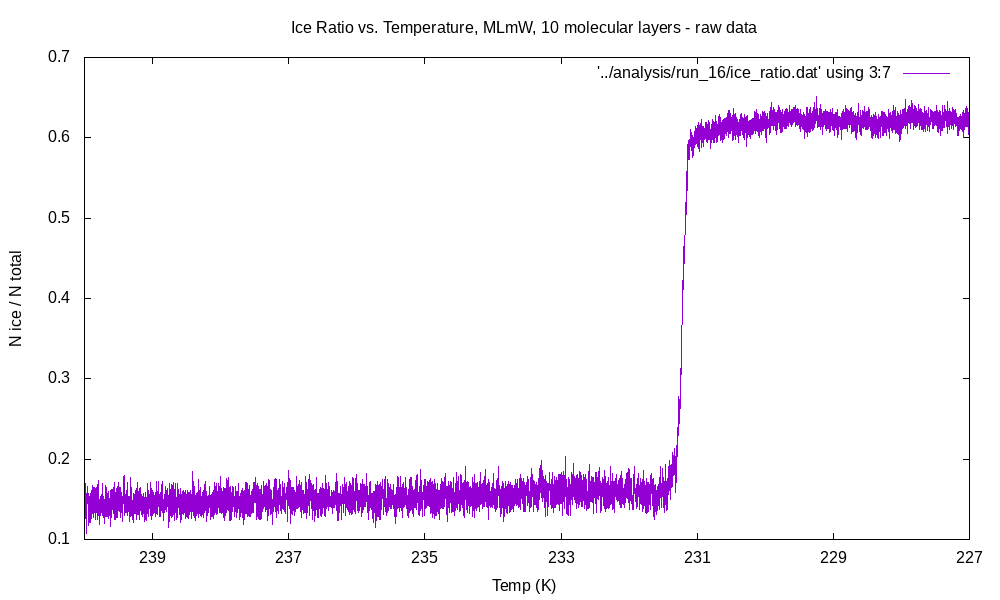 Ice Ratio vs. Temperature, MLmW, 10 molecular layers - raw data
'../analysis/run_16/ice_ratio.dat' using 3:7
0.7
0.6
0.5
0.4
0.3
0.2
0.1
N ice / N total
239 237 235 233 231 229 227
Temp (K)